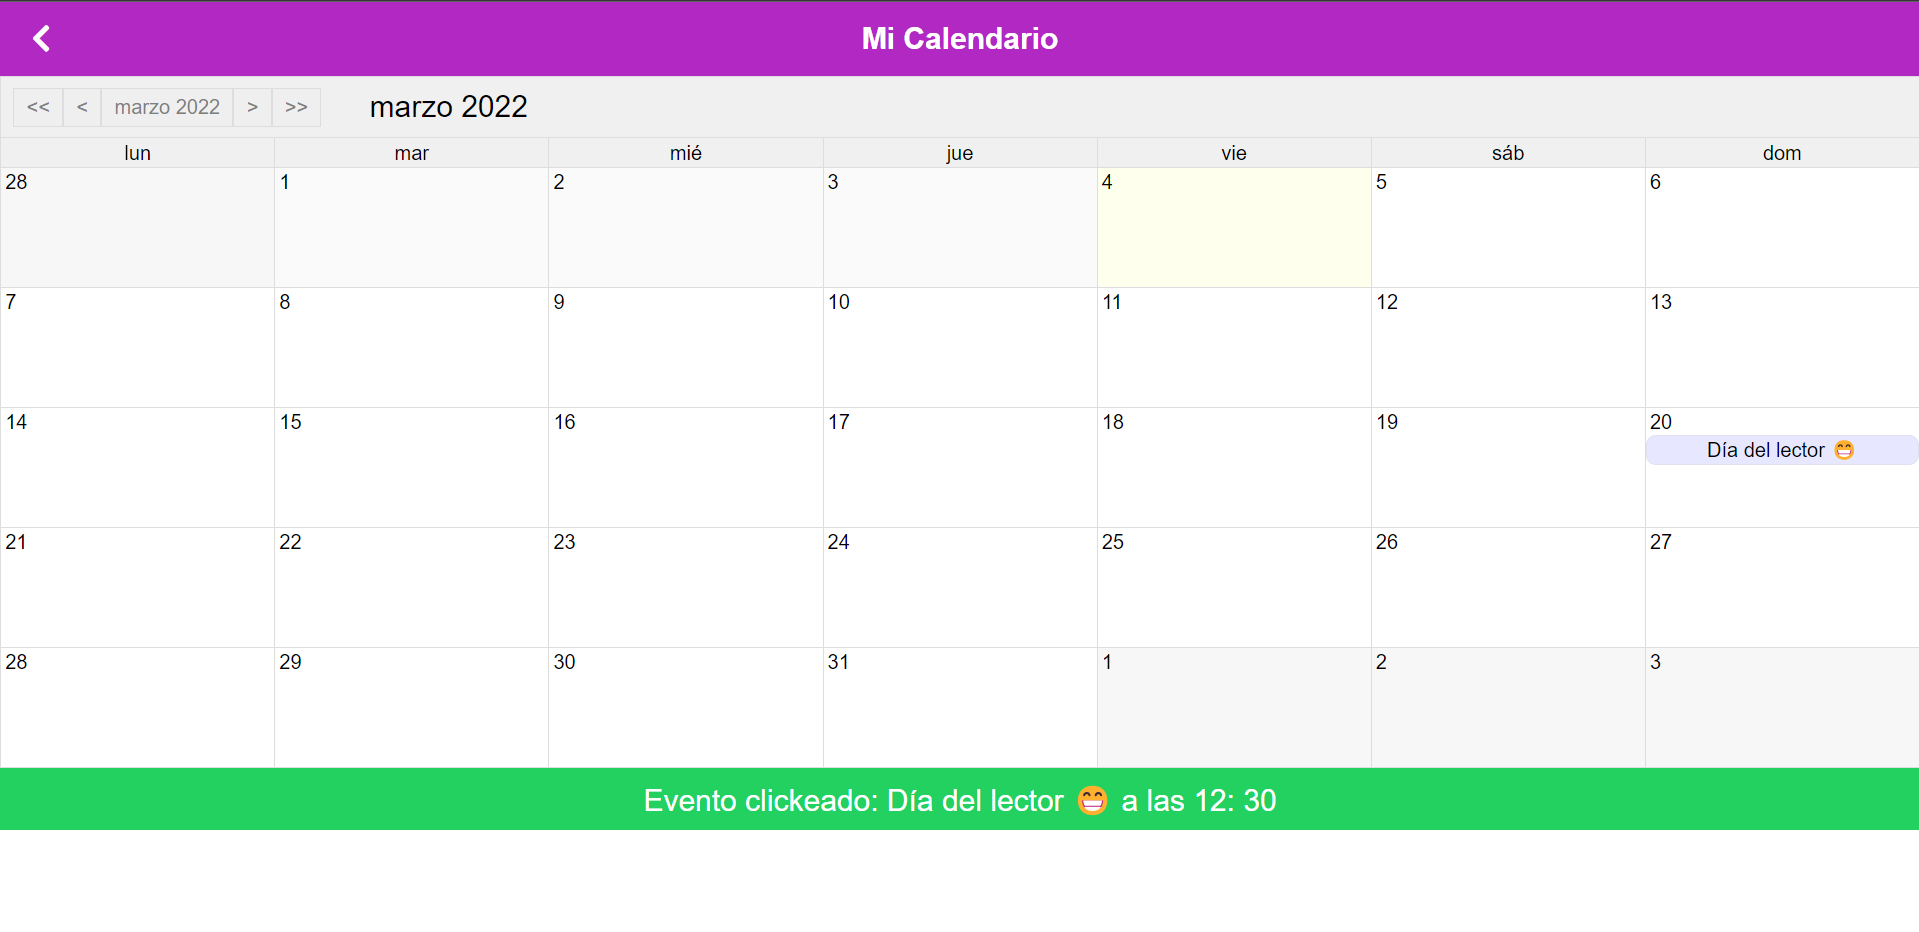 Mi Calendario
<< < marzo 2022 > >> marzo 2022
lun mar mié jue vie sáb dom
28 1 2 3 4 5 6
7 8 9 10 11 12 13
14 15 16 17 18 19 20
Día del lector 😁
21 22 23 24 25 26 27
28 29 30 31 1 2 3
Evento clickeado: Día del lector 😁 a las 12: 30